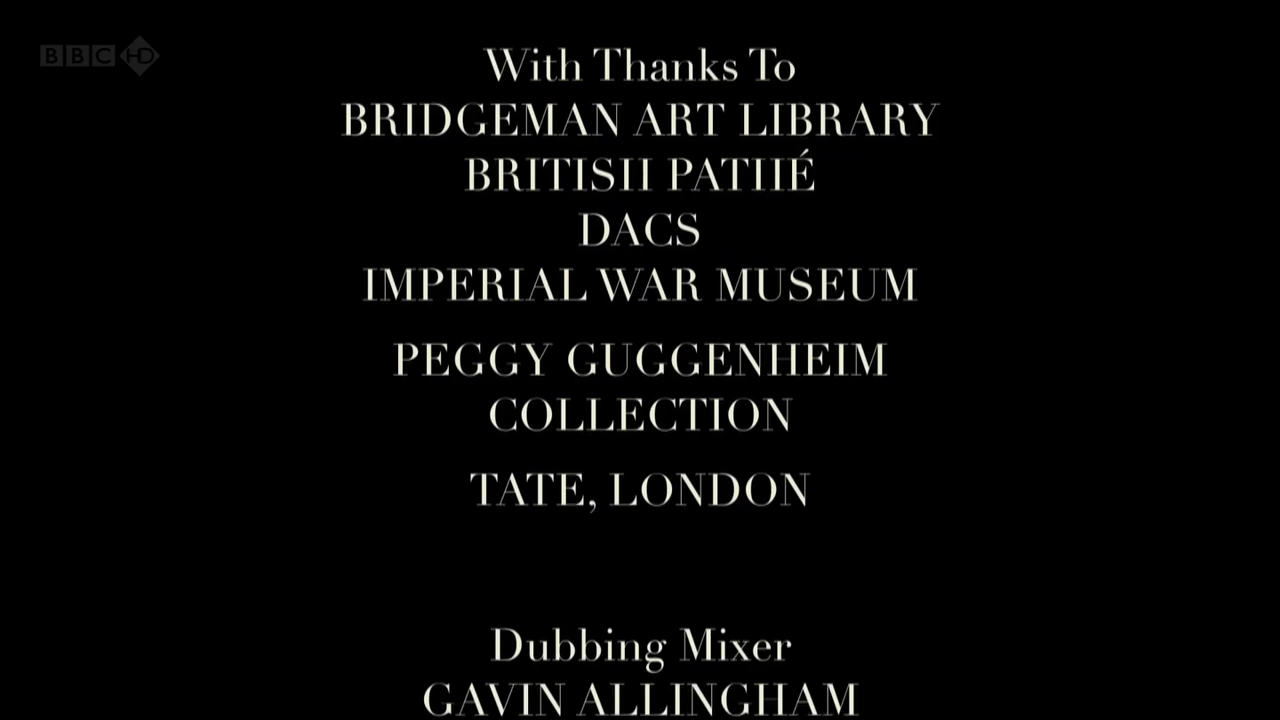 BBC HD
With Thanks To
BRIDGEMAN ART LIBRARY
BRITISH PATHÉ
DACS
IMPERIAL WAR MUSEUM
PEGGY GUGGENHEIM
COLLECTION
TATE, LONDON
Dubbing Mixer
GAVIN ALLINGHAM